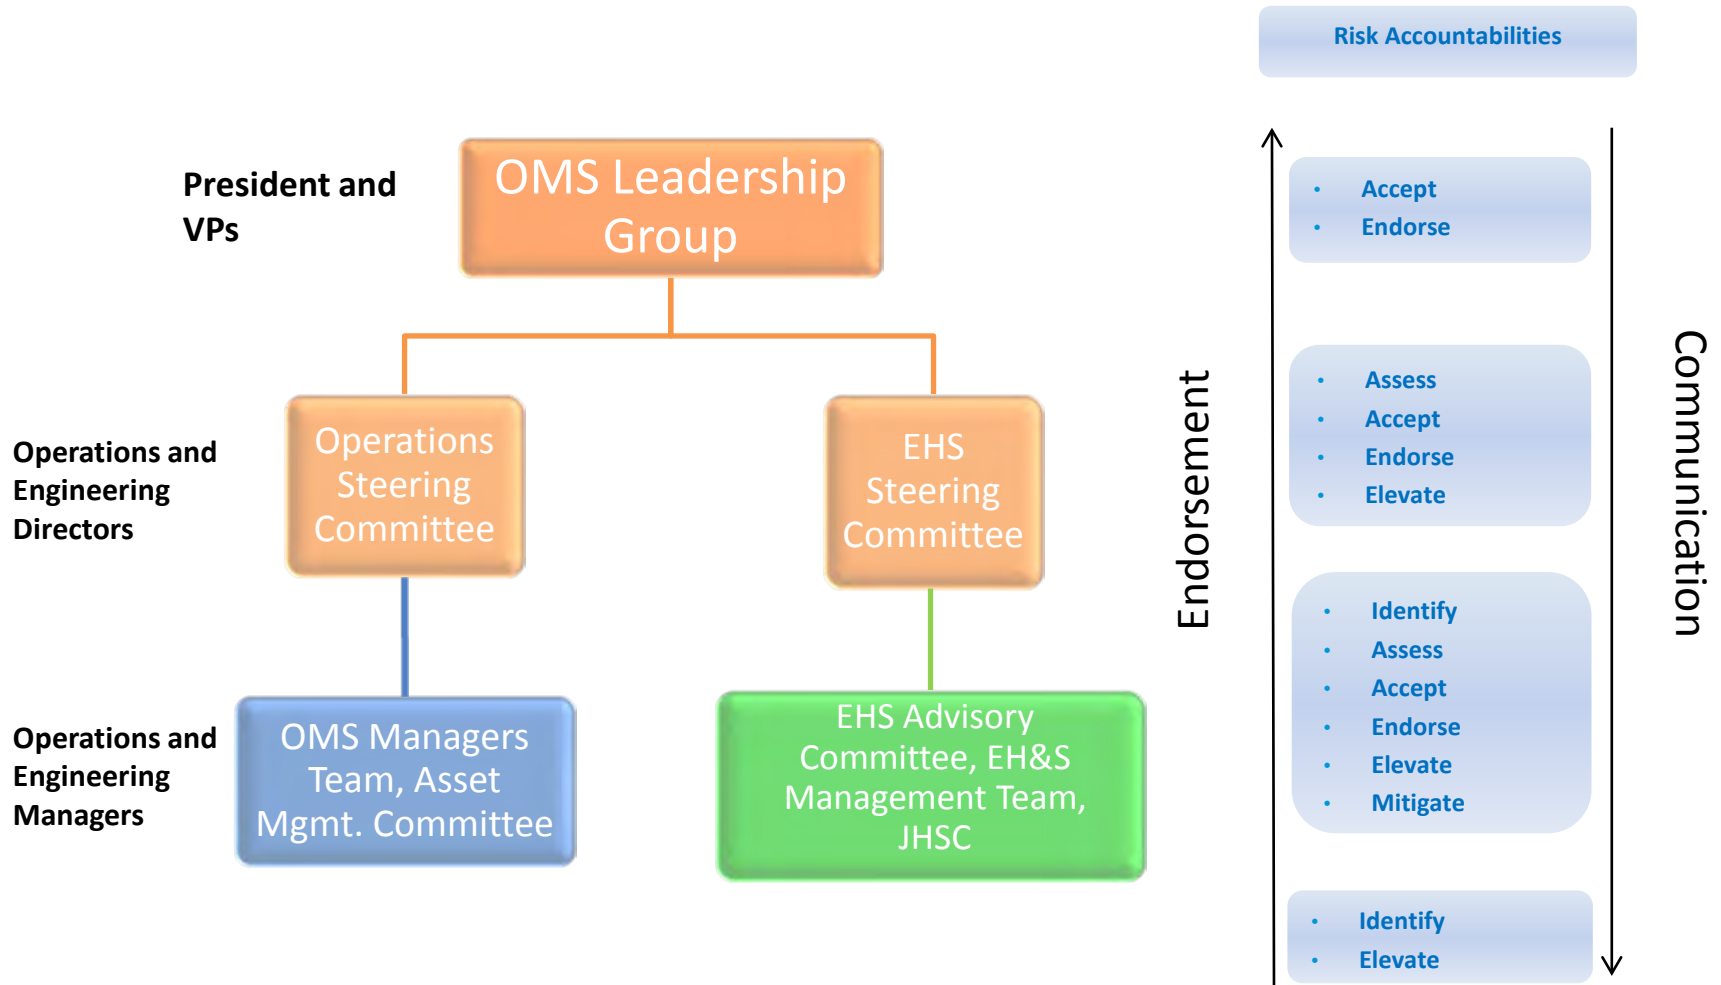 Risk Accountabilities
President and
VPs
OMS Leadership
Group
• Accept
• Endorse
Operations and
Engineering
Directors
Operations
Steering
Committee
EHS
Steering
Committee
Endorsement
• Assess
• Accept
• Endorse
• Elevate
Communication
Operations and
Engineering
Managers
OMS Managers
Team, Asset
Mgmt. Committee
EHS Advisory
Committee, EH&S
Management Team,
JHSC
• Identify
• Assess
• Accept
• Endorse
• Elevate
• Mitigate
• Identify
• Elevate